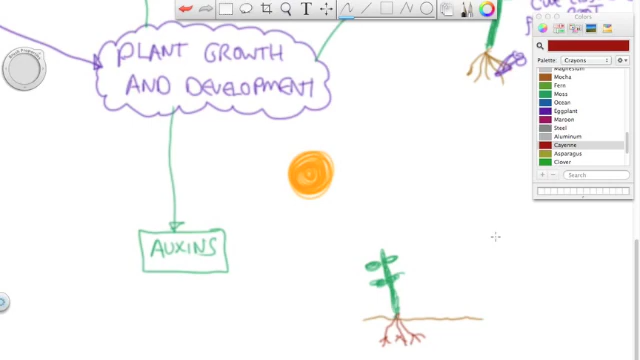 PLANT GROWTH
AND DEVELOPMENT
AUXINS
Colors
Palette: Crayons
Magnesium
Mocha
Fern
Moss
Ocean
Eggplant
Maroon
Steel
Aluminum
Cayenne
Asparagus
Clover
Search